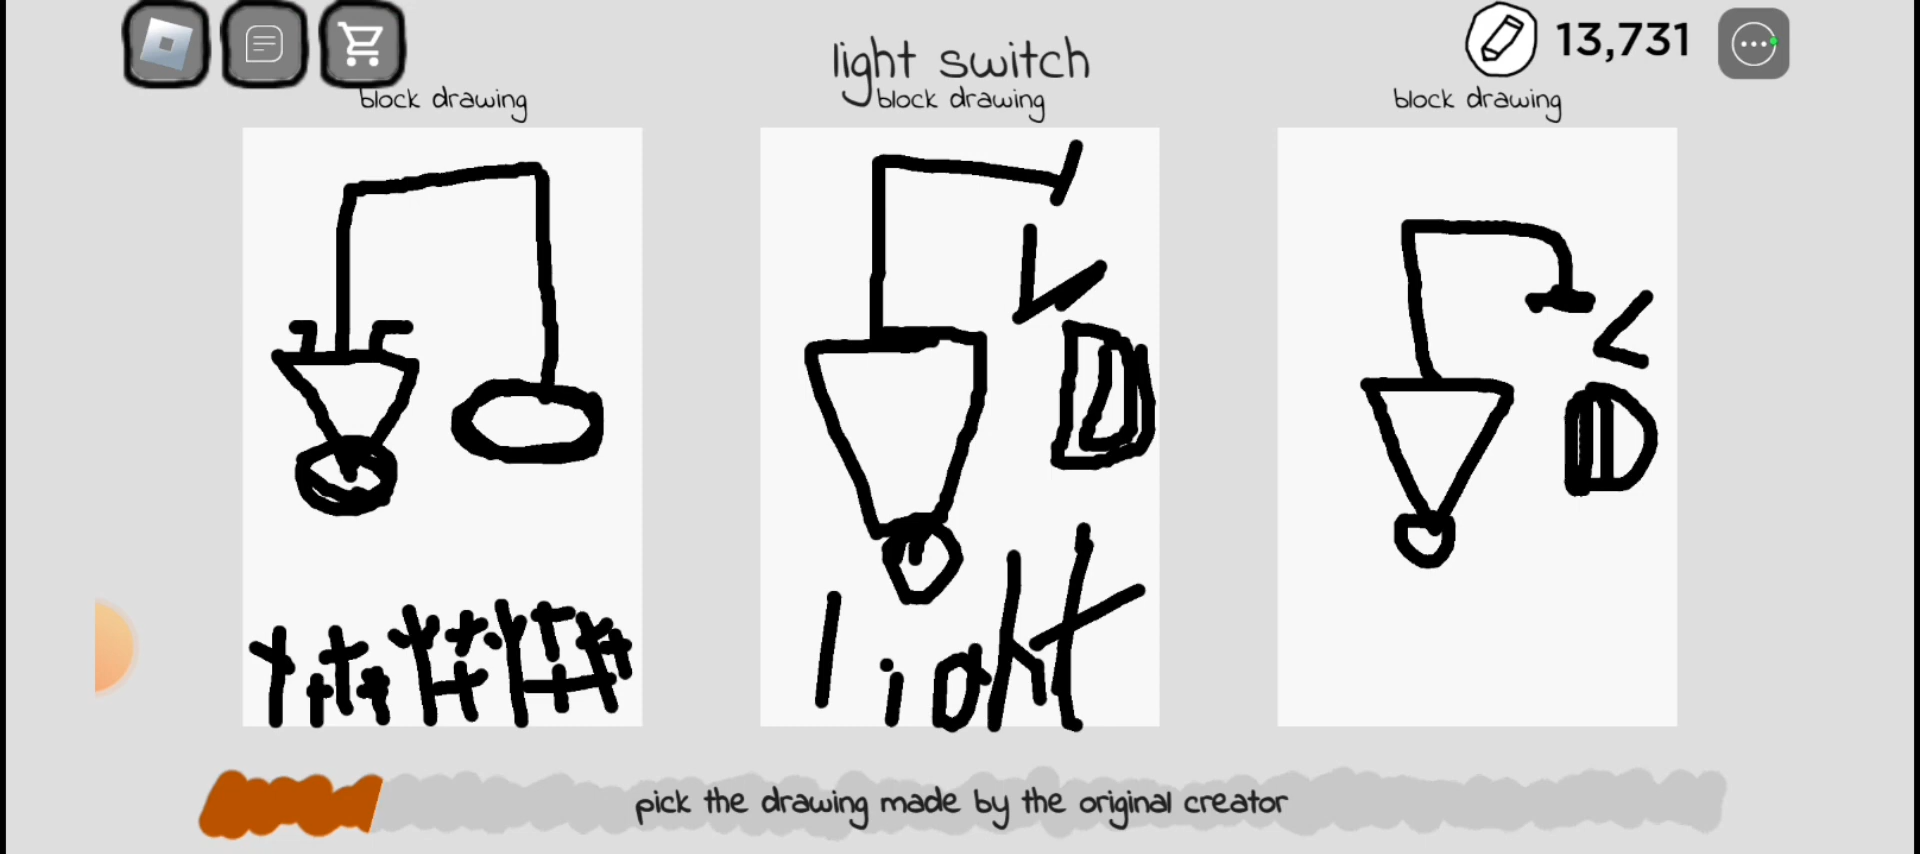 13,731
light switch
block drawing
block drawing
block drawing
light
pick the drawing made by the original creator